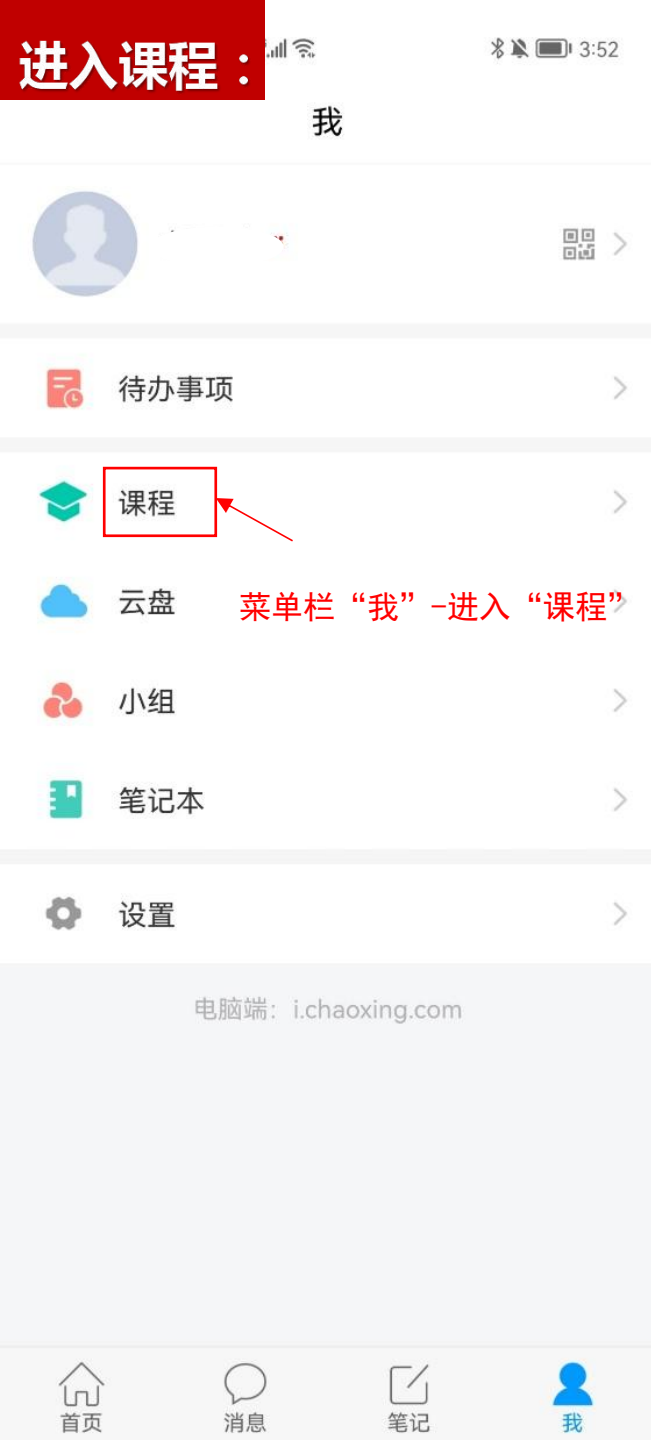 进入课程：
3:52
我
待办事项
课程
云盘
菜单栏“我”-进入“课程”
小组
笔记本
设置
电脑端：i.chaoxing.com
首页
消息
笔记
我